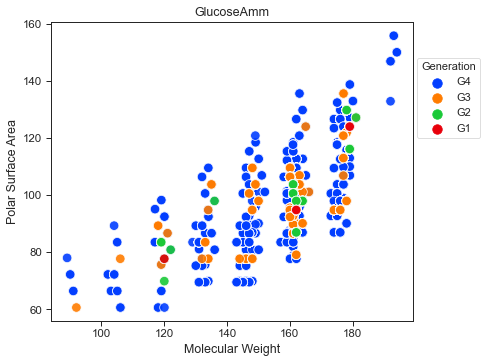 GlucoseAmm
160
140
120
100
80
60
Polar Surface Area
100
120
140
160
180
Molecular Weight
Generation
G4
G3
G2
G1